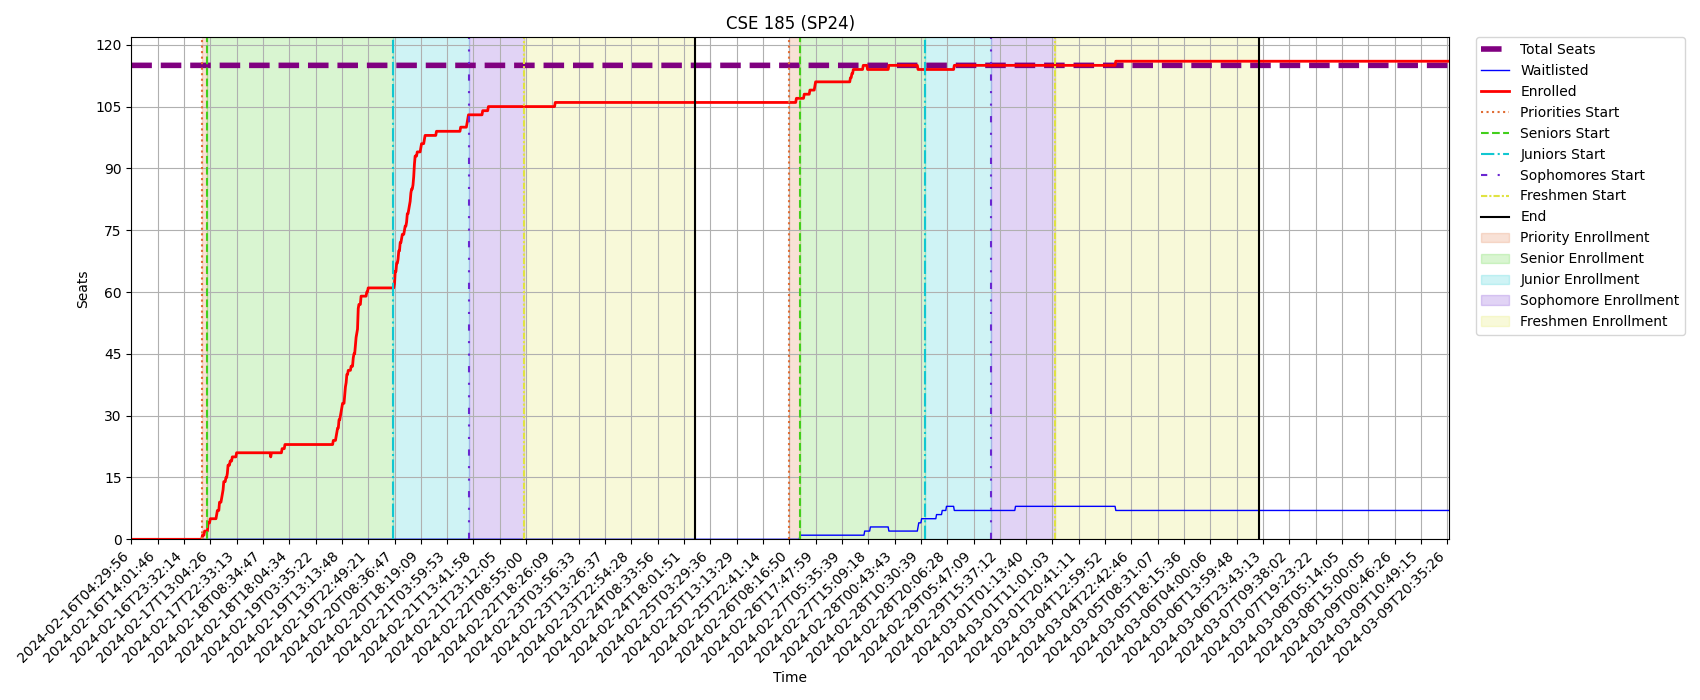 CSE 185 (SP24)
Seats
120
105
90
75
60
45
30
15
0
2024-02-16T04:29:56
2024-02-16T14:01:46
2024-02-16T23:32:14
2024-02-17T13:04:26
2024-02-17T22:33:13
2024-02-18T08:34:47
2024-02-18T18:04:34
2024-02-19T03:35:22
2024-02-19T13:13:48
2024-02-19T22:49:21
2024-02-20T08:36:47
2024-02-20T18:19:09
2024-02-21T03:59:53
2024-02-21T13:41:58
2024-02-21T23:12:05
2024-02-22T08:55:00
2024-02-22T18:26:09
2024-02-23T03:56:33
2024-02-23T13:26:37
2024-02-23T22:54:28
2024-02-24T08:33:56
2024-02-24T18:01:51
2024-02-25T03:29:36
2024-02-25T13:13:29
2024-02-25T22:41:14
2024-02-26T08:16:50
2024-02-26T17:47:59
2024-02-27T05:35:39
2024-02-27T15:09:18
2024-02-28T00:43:43
2024-02-28T10:30:39
2024-02-28T20:06:28
2024-02-29T05:47:09
2024-02-29T15:37:12
2024-03-01T01:13:40
2024-03-01T11:01:03
2024-03-01T20:41:11
2024-03-04T12:59:52
2024-03-04T22:42:46
2024-03-05T08:31:07
2024-03-05T18:15:36
2024-03-06T04:00:06
2024-03-06T13:59:48
2024-03-06T23:43:13
2024-03-07T09:38:02
2024-03-07T19:23:22
2024-03-08T05:14:05
2024-03-08T15:00:05
2024-03-09T00:46:26
2024-03-09T10:49:15
2024-03-09T20:35:26
Time
Total Seats
Waitlisted
Enrolled
Priorities Start
Seniors Start
Juniors Start
Sophomores Start
Freshmen Start
End
Priority Enrollment
Senior Enrollment
Junior Enrollment
Sophomore Enrollment
Freshmen Enrollment